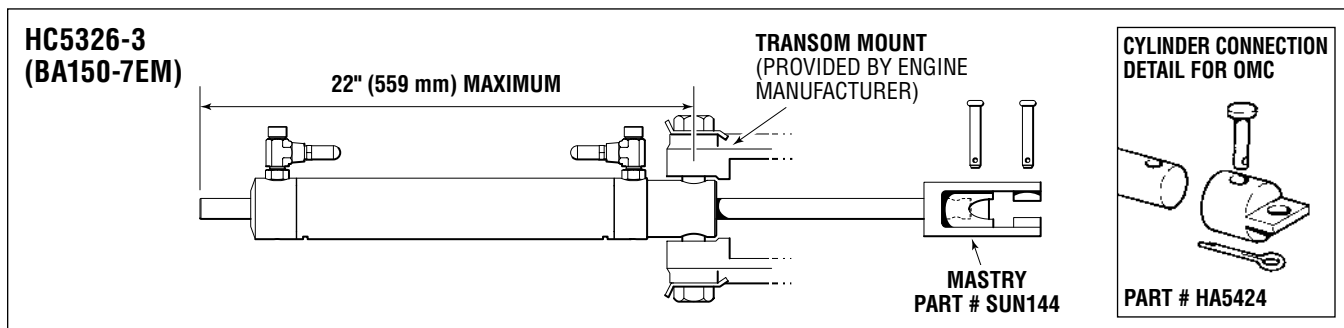 HC5326-3
(BA150-7EM)
22" (559 mm) MAXIMUM
TRANSOM MOUNT
(PROVIDED BY ENGINE
MANUFACTURER)
MASTRY
PART # SUN144
CYLINDER CONNECTION
DETAIL FOR OMC
PART # HA5424